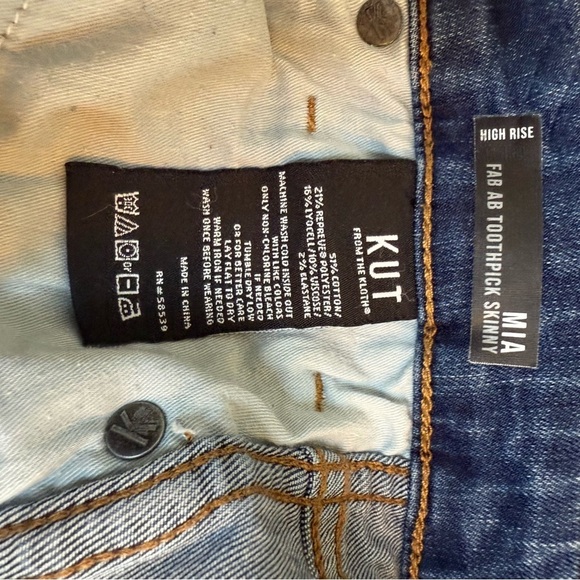 KUT
FROM THE KLOTH®
51% COTTON/
21% REPREVE® POLYESTER/
16% LYOCELL/10% VISCOSE/
2% ELASTANE
MACHINE WASH COLD INSIDE OUT
WITH LIKE COLORS
ONLY NON-CHLORINE BLEACH
IF NEEDED
TUMBLE DRY LOW
OR FOR BETTER CARE
LAY FLAT TO DRY
WARM IRON IF NEEDED
WASH ONCE BEFORE WEARING
MADE IN CHINA
or
RN# 58539
HIGH RISE
MIA
FAB AB TOOTHPICK SKINNY
K